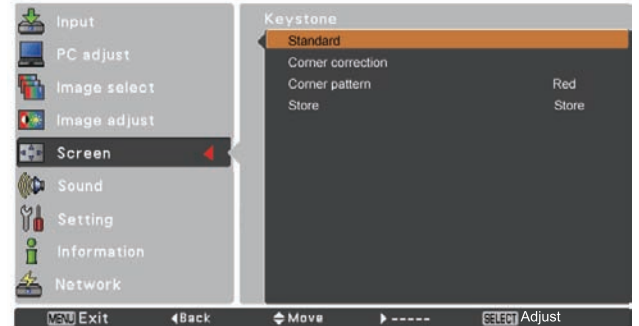 Input
PC adjust
Image select
Image adjust
Screen
Sound
Setting
Information
Network
Keystone
Standard
Corner correction
Corner pattern Red
Store Store
MENU Exit ◀Back Move ▶ ----- SELECT Adjust